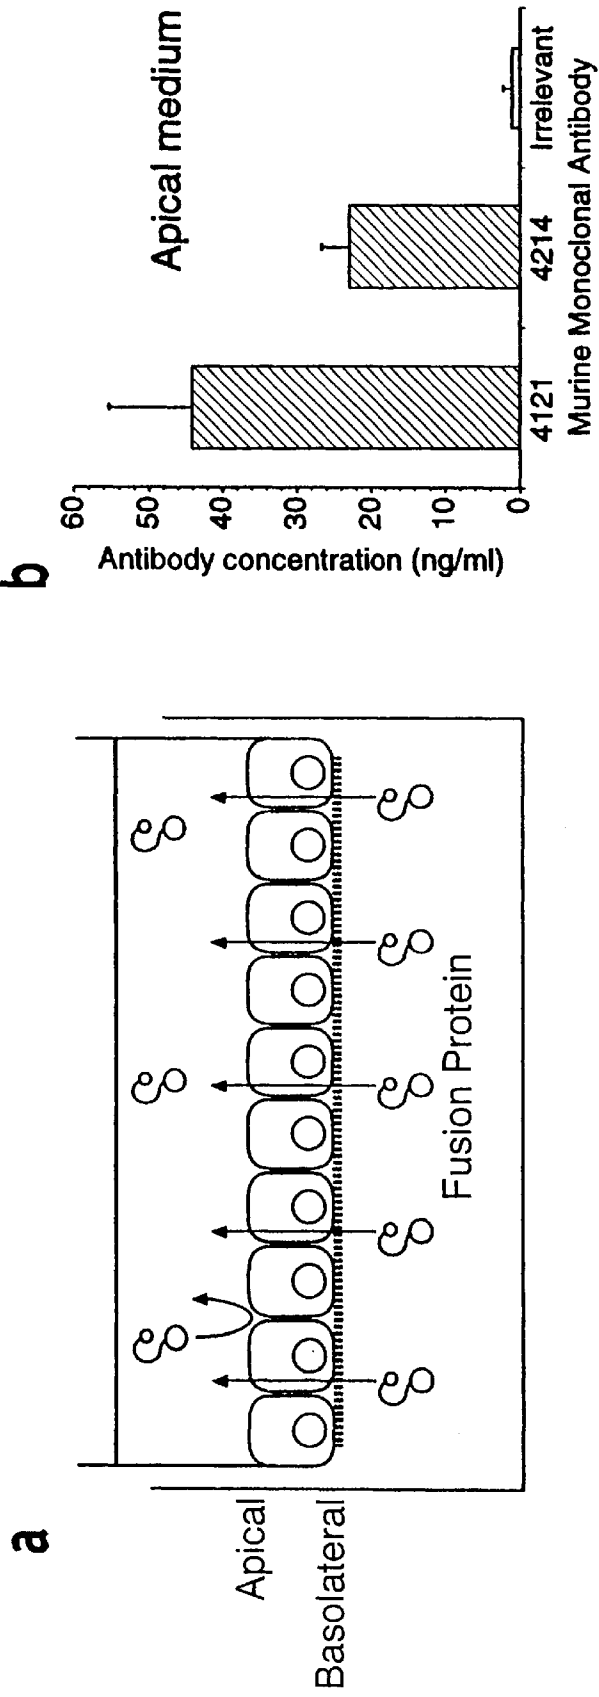 a
Apical
Basolateral
Fusion Protein
b
Apical medium
Antibody concentration (ng/ml)
60
50
40
30
20
10
0
4121
4214
Irrelevant
Murine Monoclonal Antibody